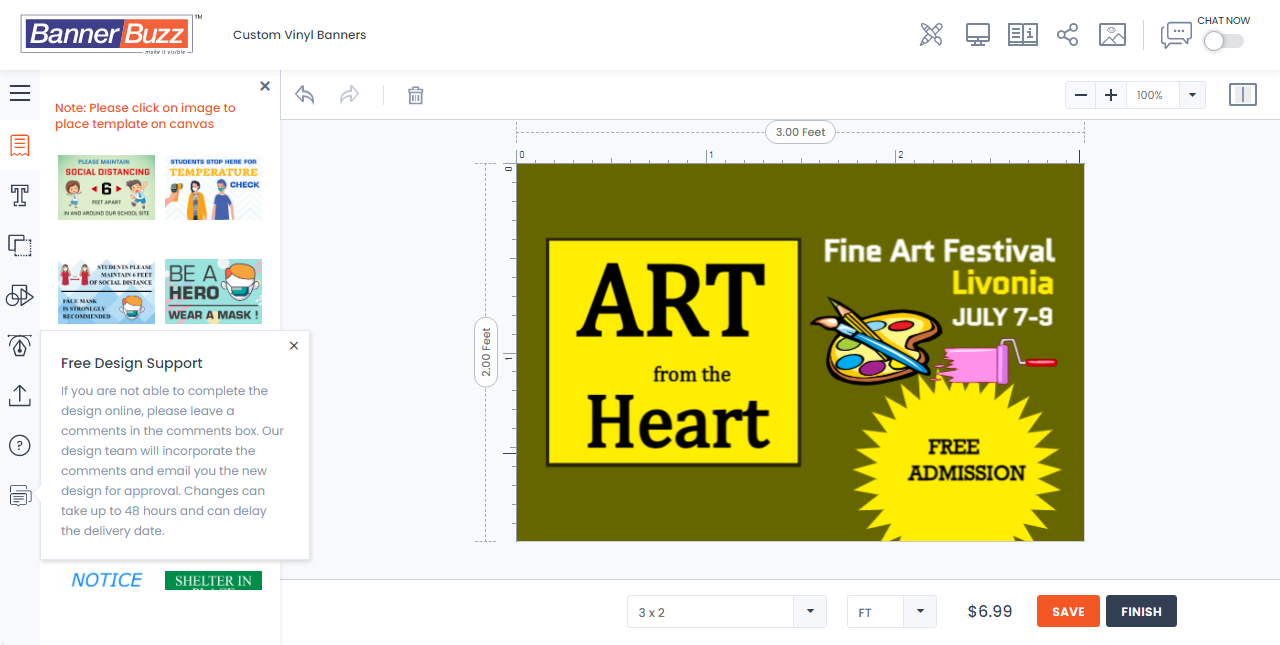 BannerBuzz™
make it visible
Custom Vinyl Banners
CHAT NOW
Note: Please click on image to
place template on canvas
100%
3.00 Feet
0 1 2
0
1
2.00 Feet
PLEASE MAINTAIN
SOCIAL DISTANCING
6
FEET APART
IN AND AROUND OUR SCHOOL SITE
STUDENTS STOP HERE FOR
TEMPERATURE
CHECK
STUDENTS PLEASE
MAINTAIN 6 FEET
OF SOCIAL DISTANCE
FACE MASK
IS STRONLGY
RECOMMENDED
BE A
HERO
WEAR A MASK !
Free Design Support
If you are not able to complete the
design online, please leave a
comments in the comments box. Our
design team will incorporate the
comments and email you the new
design for approval. Changes can
take up to 48 hours and can delay
the delivery date.
NOTICE
SHELTER IN
PLACE
ART
from the
Heart
Fine Art Festival
Livonia
JULY 7-9
FREE
ADMISSION
3 x 2
FT
$6.99
SAVE
FINISH